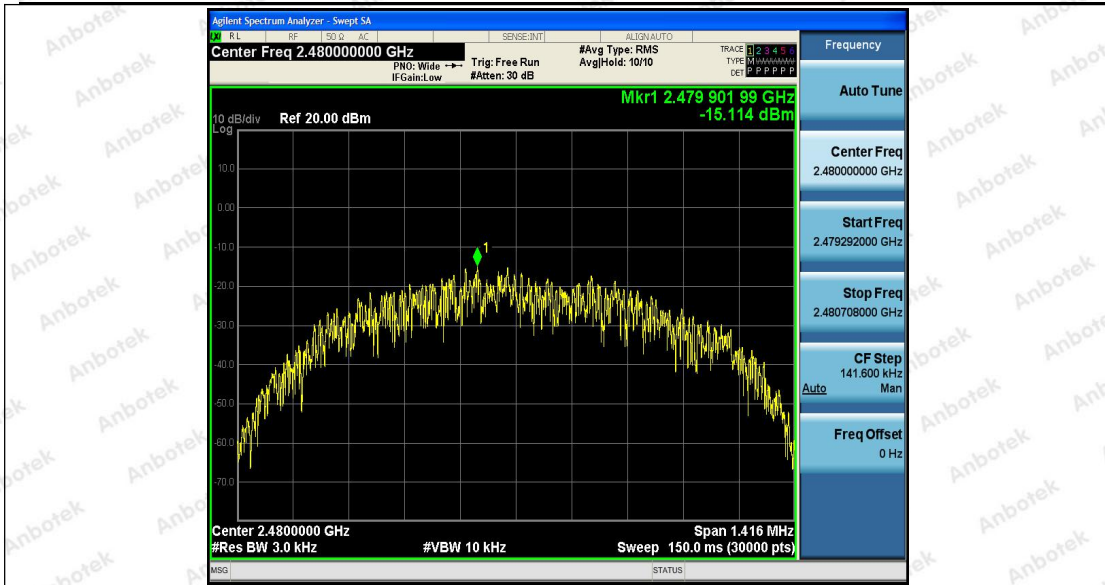 Agilent Spectrum Analyzer - Swept SA
RL RF 50 Ω AC SENSE:INT ALIGNAUTO
Center Freq 2.480000000 GHz
PNO: Wide
IFGain:Low
Trig: Free Run
#Atten: 30 dB
#Avg Type: RMS
Avg|Hold: 10/10
TRACE 1 2 3 4 5 6
TYPE M
DET P P P P P P
Mkr1 2.479 901 99 GHz
-15.114 dBm
10 dB/div Ref 20.00 dBm
Log
10.0
0.00
-10.0
-20.0
-30.0
-40.0
-50.0
-60.0
-70.0
1
Center 2.4800000 GHz Span 1.416 MHz
#Res BW 3.0 kHz #VBW 10 kHz Sweep 150.0 ms (30000 pts)
MSG STATUS
Frequency
Auto Tune
Center Freq
2.480000000 GHz
Start Freq
2.479292000 GHz
Stop Freq
2.480708000 GHz
CF Step
141.600 kHz
Auto Man
Freq Offset
0 Hz
Anbotek